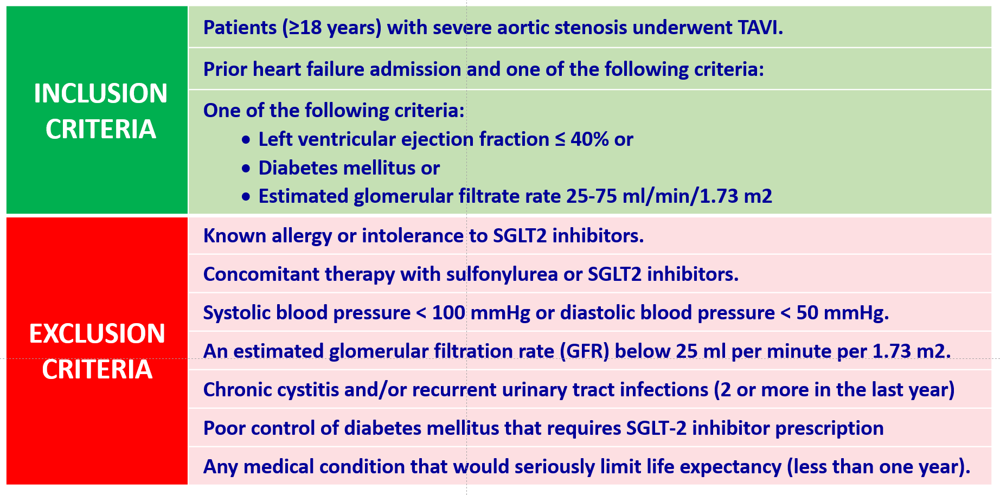 INCLUSION
CRITERIA
Patients (≥18 years) with severe aortic stenosis underwent TAVI.
Prior heart failure admission and one of the following criteria:
One of the following criteria:
• Left ventricular ejection fraction ≤ 40% or
• Diabetes mellitus or
• Estimated glomerular filtrate rate 25-75 ml/min/1.73 m2
EXCLUSION
CRITERIA
Known allergy or intolerance to SGLT2 inhibitors.
Concomitant therapy with sulfonylurea or SGLT2 inhibitors.
Systolic blood pressure < 100 mmHg or diastolic blood pressure < 50 mmHg.
An estimated glomerular filtration rate (GFR) below 25 ml per minute per 1.73 m2.
Chronic cystitis and/or recurrent urinary tract infections (2 or more in the last year)
Poor control of diabetes mellitus that requires SGLT-2 inhibitor prescription
Any medical condition that would seriously limit life expectancy (less than one year).